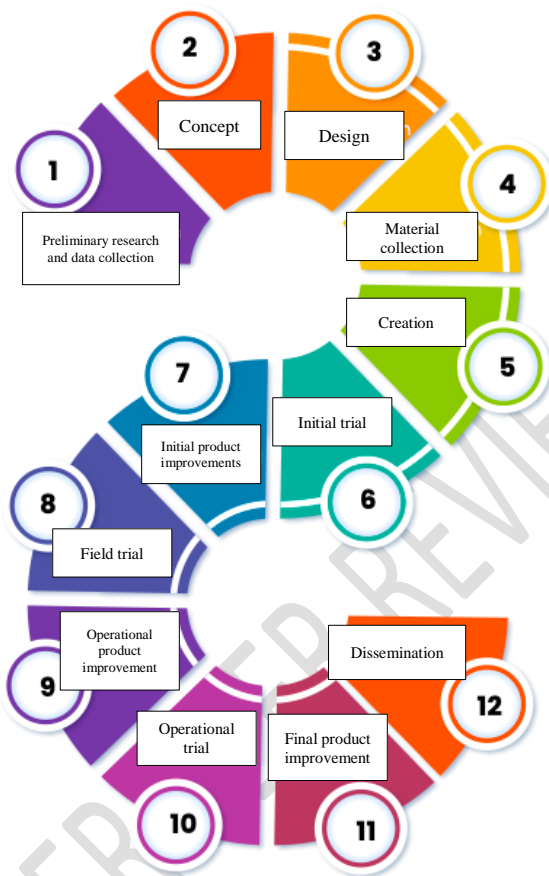 1
Preliminary research
and data collection
2
Concept
3
Design
4
Material
collection
5
Creation
6
Initial trial
7
Initial product
improvements
8
Field trial
9
Operational
product
improvement
10
Operational
trial
11
Final product
improvement
12
Dissemination
ER REVIE